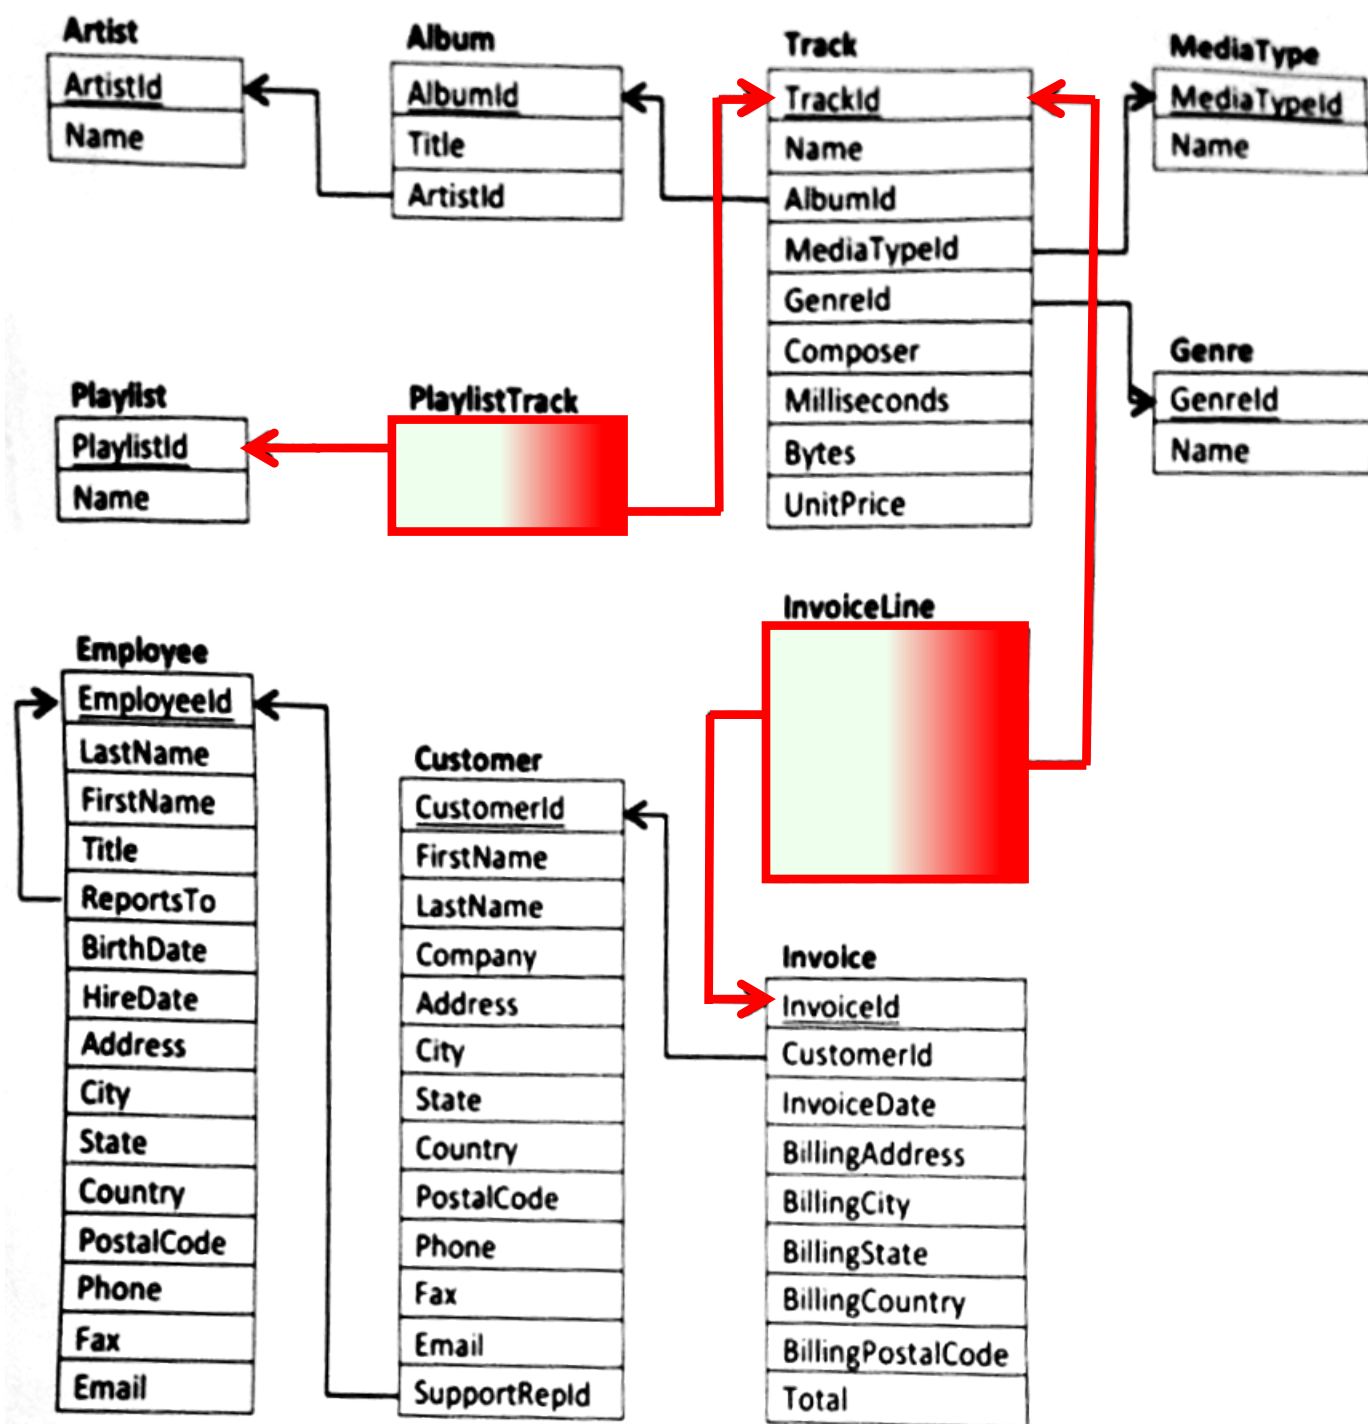 Artist
ArtistId
Name
Album
AlbumId
Title
ArtistId
Track
TrackId
Name
AlbumId
MediaTypeId
GenreId
Composer
Milliseconds
Bytes
UnitPrice
MediaType
MediaTypeId
Name
Genre
GenreId
Name
Playlist
PlaylistId
Name
PlaylistTrack
InvoiceLine
Employee
EmployeeId
LastName
FirstName
Title
ReportsTo
BirthDate
HireDate
Address
City
State
Country
PostalCode
Phone
Fax
Email
Customer
CustomerId
FirstName
LastName
Company
Address
City
State
Country
PostalCode
Phone
Fax
Email
SupportRepId
Invoice
InvoiceId
CustomerId
InvoiceDate
BillingAddress
BillingCity
BillingState
BillingCountry
BillingPostalCode
Total